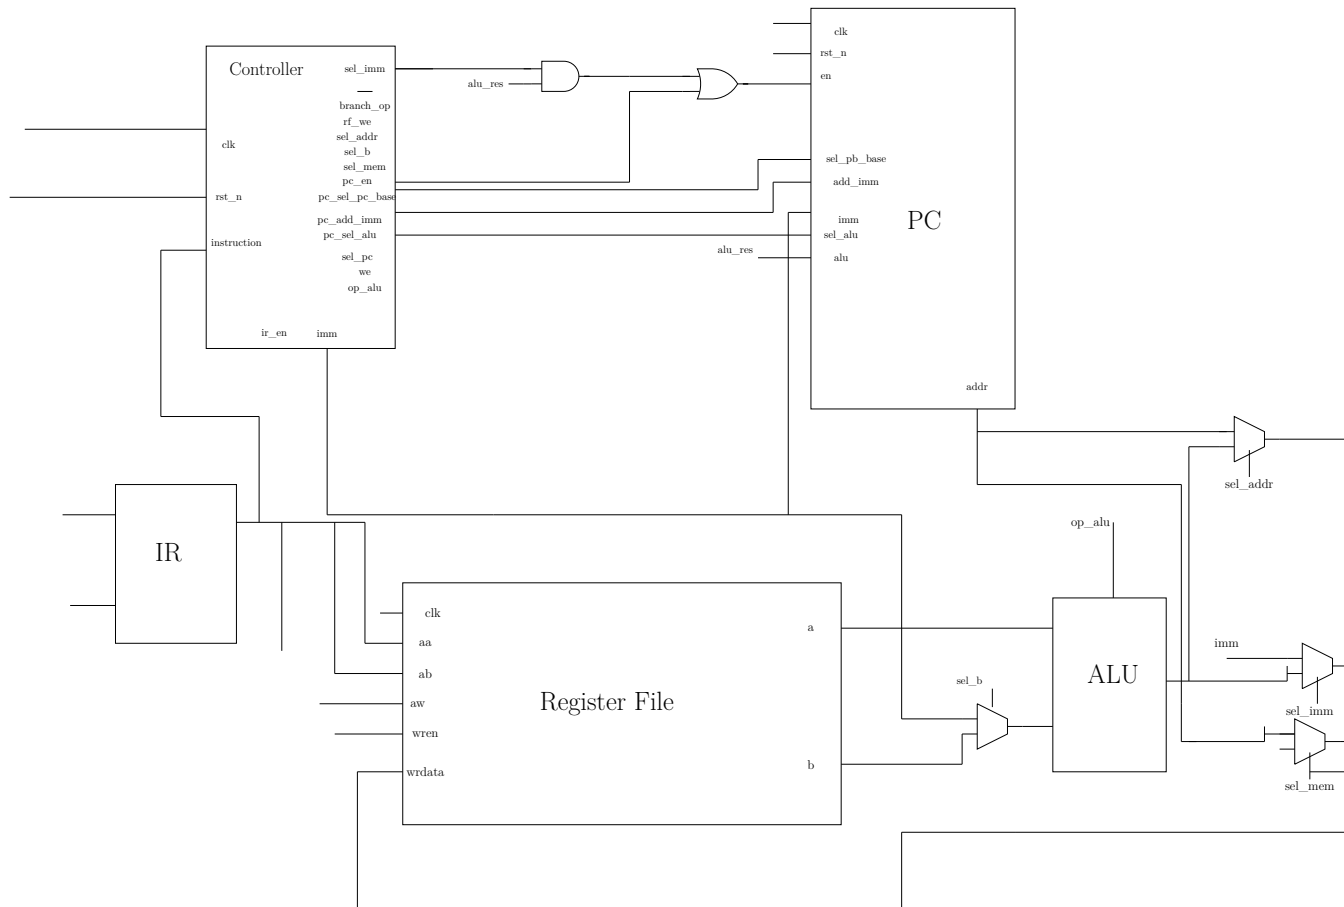 Controller
sel_imm
branch_op
rf_we
sel_addr
sel_b
sel_mem
pc_en
pc_sel_pc_base
pc_add_imm
pc_sel_alu
sel_pc
we
op_alu
clk
rst_n
instruction
ir_en
imm
alu_res
clk
rst_n
en
sel_pb_base
add_imm
imm
sel_alu
alu
PC
addr
alu_res
sel_addr
IR
op_alu
clk
aa
ab
aw
wren
wrdata
Register File
a
b
sel_b
ALU
imm
sel_imm
sel_mem